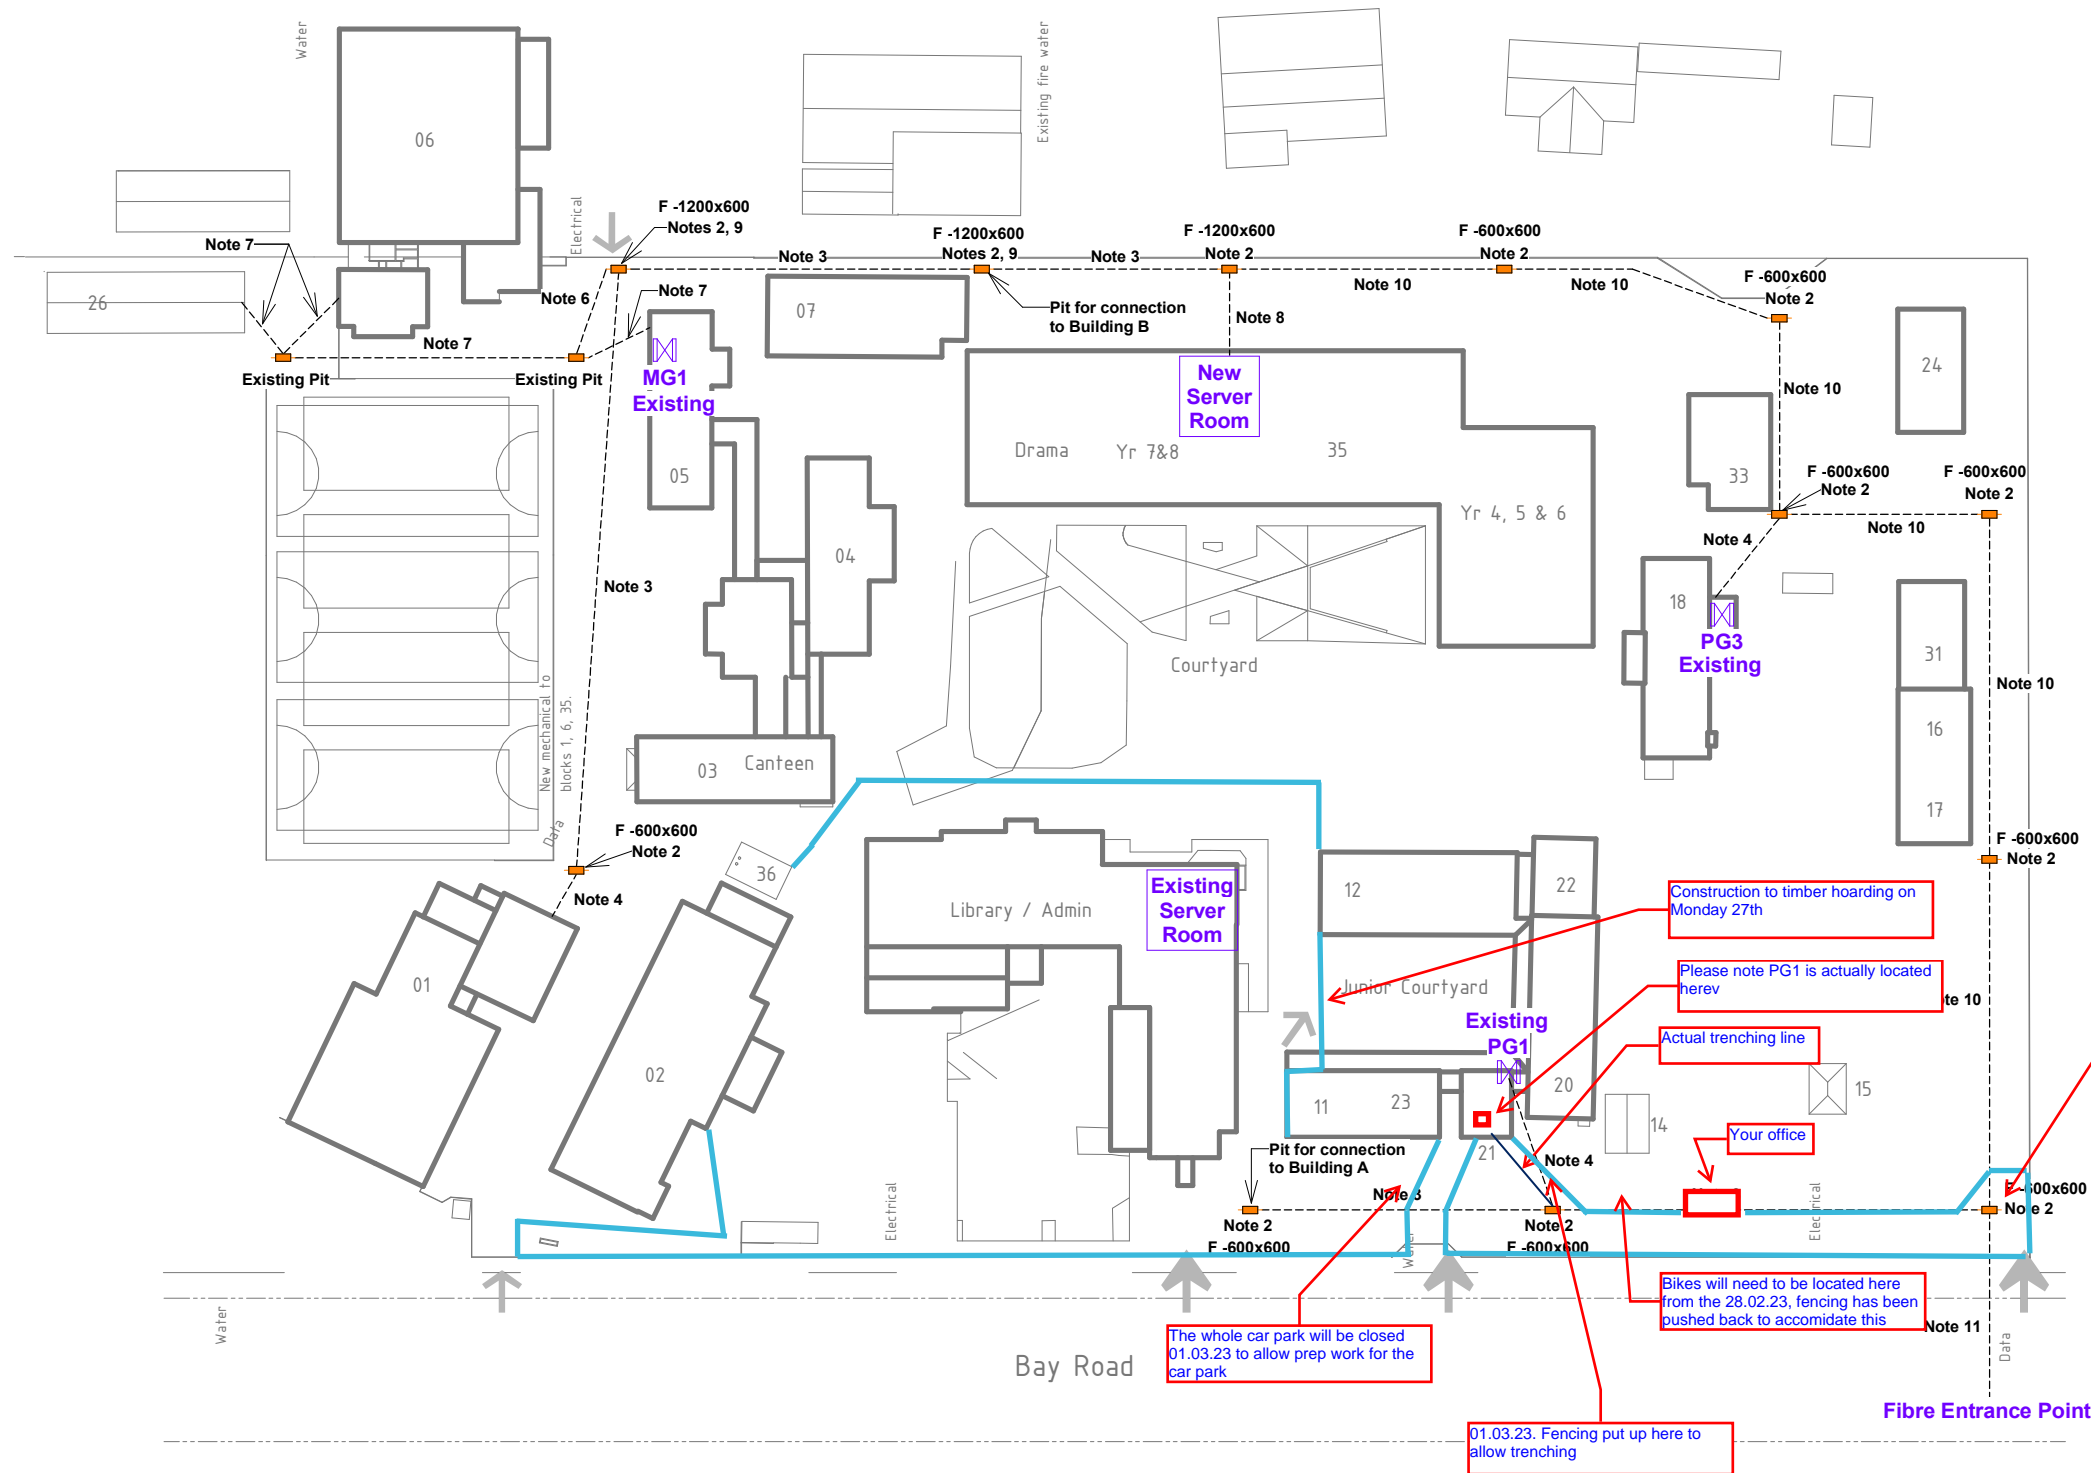 Water
06
Existing fire water
Electrical
F -1200x600
Notes 2, 9
F -1200x600
Notes 2, 9
F -1200x600
Note 2
F -600x600
Note 2
Note 7
Note 3
Note 3
Note 10
Note 10
F -600x600
Note 2
26
Note 6
Note 7
07
Pit for connection
to Building B
Note 8
Note 7
Existing Pit
Existing Pit
MG1
Existing
New
Server
Room
24
Note 10
Drama
Yr 7&8
35
05
33
F -600x600
Note 2
F -600x600
Note 2
Yr 4, 5 & 6
Note 10
Note 4
04
Note 3
18
PG3
Existing
31
Courtyard
Note 10
New mechanical to
blocks 1, 6, 35.
16
03
Canteen
17
Data
F -600x600
Note 2
F -600x600
Note 2
36
12
22
Existing
Server
Room
Note 4
Library / Admin
Construction to timber hoarding on
Monday 27th
01
Junior Courtyard
Please note PG1 is actually located
herev
te 10
Existing
PG1
Actual trenching line
02
20
15
11
23
14
Your office
21
Pit for connection
to Building A
Note 4
Note 3
Electrical
Electrical
-600x600
Note 2
Note 2
F -600x600
Note 2
F -600x600
Water
Bikes will need to be located here
from the 28.02.23, fencing has been
pushed back to accomidate this
Water
The whole car park will be closed
01.03.23 to allow prep work for the
car park
Note 11
Data
Bay Road
Fibre Entrance Point
01.03.23. Fencing put up here to
allow trenching